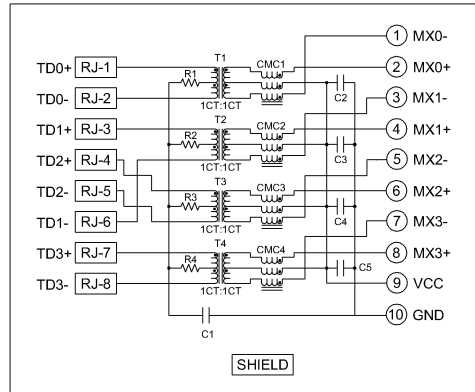 1 MX0-
T1 CMC1
TD0+ RJ-1 R1 2 MX0+
TD0- RJ-2 1CT:1CT C2 3 MX1-
T2
TD1+ RJ-3 R2 CMC2 4 MX1+
TD2+ RJ-4 1CT:1CT C3 5 MX2-
T3
TD2- RJ-5 R3 CMC3 6 MX2+
TD1- RJ-6 1CT:1CT C4 7 MX3-
T4
TD3+ RJ-7 R4 CMC4 8 MX3+
C5
TD3- RJ-8 1CT:1CT 9 VCC
10 GND
C1
SHIELD